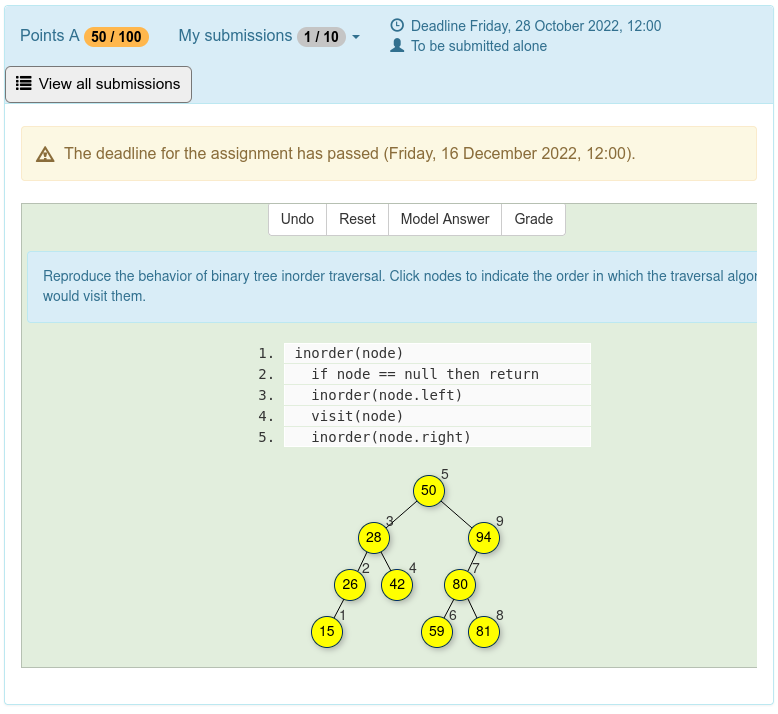 Points A 50 / 100 My submissions 1 / 10
Deadline Friday, 28 October 2022, 12:00
To be submitted alone
View all submissions
The deadline for the assignment has passed (Friday, 16 December 2022, 12:00).
Undo Reset Model Answer Grade
Reproduce the behavior of binary tree inorder traversal. Click nodes to indicate the order in which the traversal algor
would visit them.
1. inorder(node)
2. if node == null then return
3. inorder(node.left)
4. visit(node)
5. inorder(node.right)
5
50
3 9
28 94
2 4 7
26 42 80
1 6 8
15 59 81